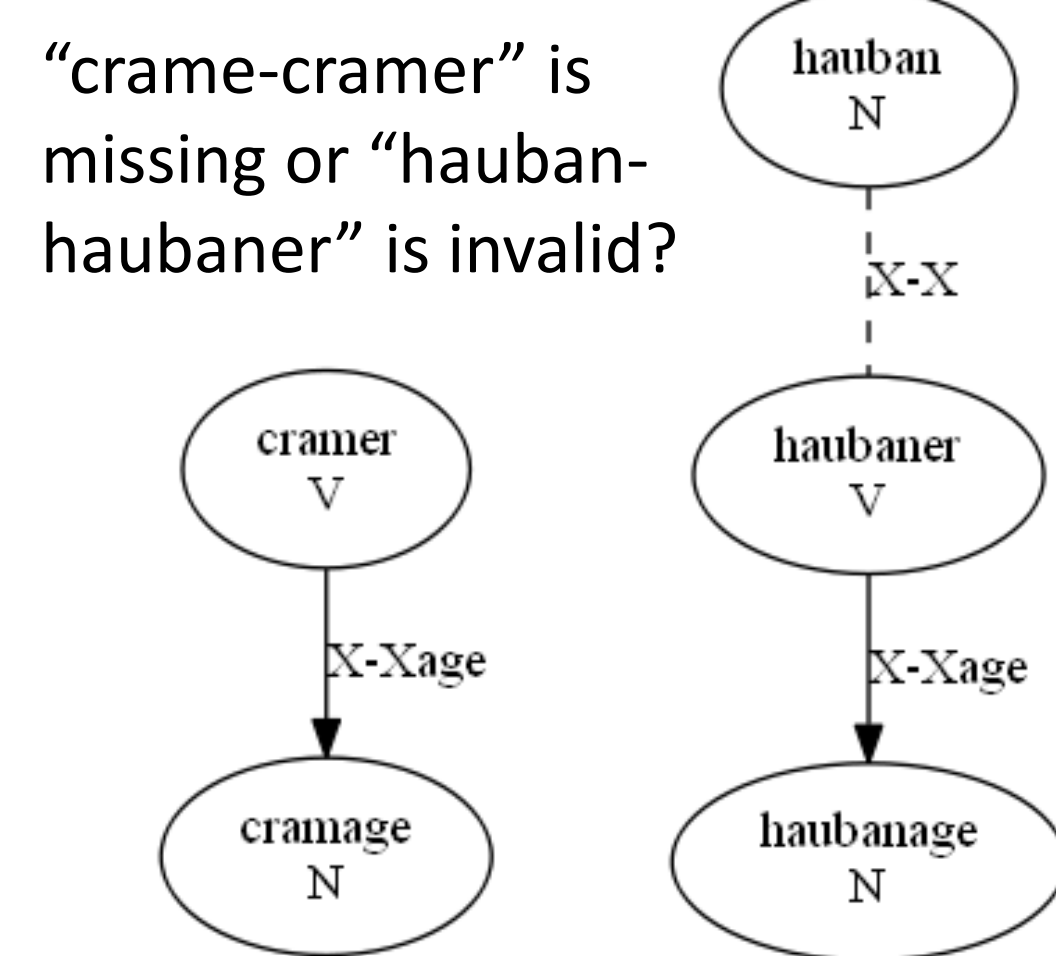 “crame-cramer” is
missing or “hauban-
haubaner” is invalid?
hauban
N
X-X
cramer
V
haubaner
V
X-Xage
X-Xage
cramage
N
haubanage
N